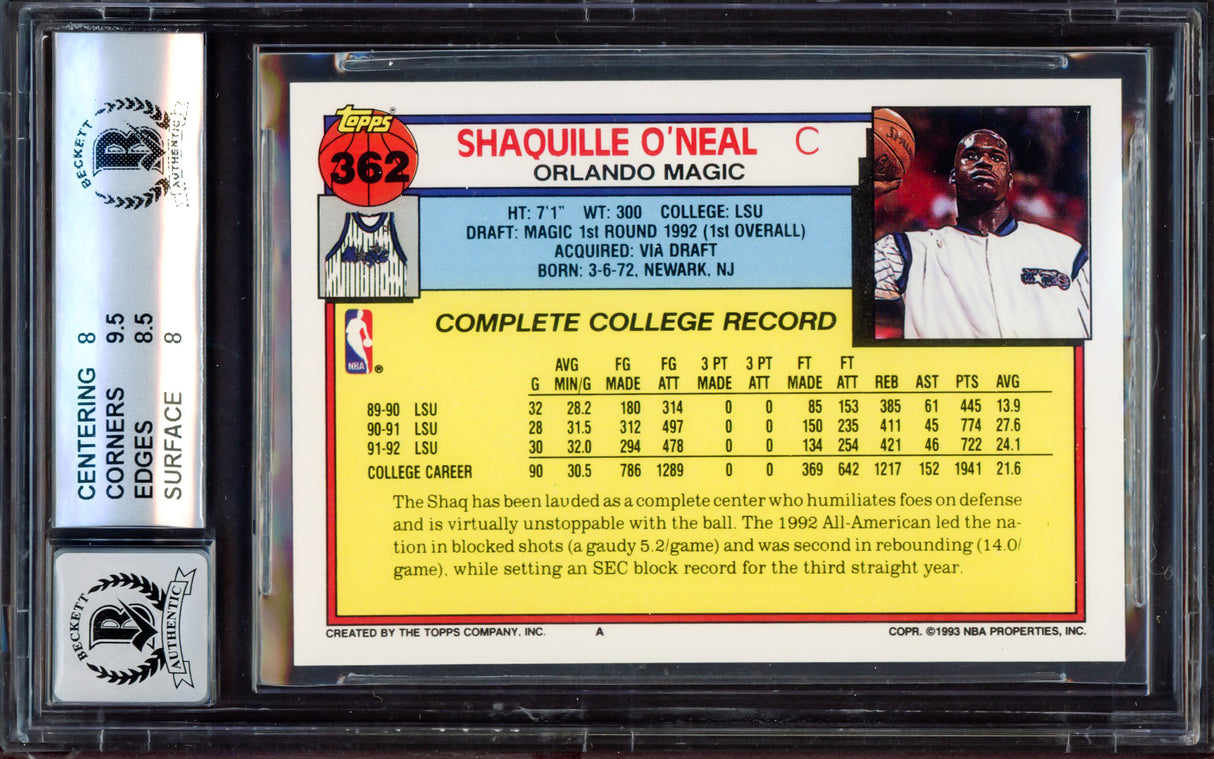 BECKETT
B
AUTHENTIC
CENTERING 8
CORNERS 9.5
EDGES 8.5
SURFACE 8
BECKETT
B
AUTHENTIC
Topps®
362
SHAQUILLE O'NEAL C
ORLANDO MAGIC
HT: 7'1" WT: 300 COLLEGE: LSU
DRAFT: MAGIC 1st ROUND 1992 (1st OVERALL)
ACQUIRED: VIA DRAFT
BORN: 3-6-72, NEWARK, NJ
Magic
NBA ®
COMPLETE COLLEGE RECORD
AVG FG FG 3 PT 3 PT FT FT
G MIN/G MADE ATT MADE ATT MADE ATT REB AST PTS AVG
89-90 LSU 32 28.2 180 314 0 0 85 153 385 61 445 13.9
90-91 LSU 28 31.5 312 497 0 0 150 235 411 45 774 27.6
91-92 LSU 30 32.0 294 478 0 0 134 254 421 46 722 24.1
COLLEGE CAREER 90 30.5 786 1289 0 0 369 642 1217 152 1941 21.6
The Shaq has been lauded as a complete center who humiliates foes on defense
and is virtually unstoppable with the ball. The 1992 All-American led the na-
tion in blocked shots (a gaudy 5.2/game) and was second in rebounding (14.0/
game), while setting an SEC block record for the third straight year.
CREATED BY THE TOPPS COMPANY, INC. A COPR. ©1993 NBA PROPERTIES, INC.